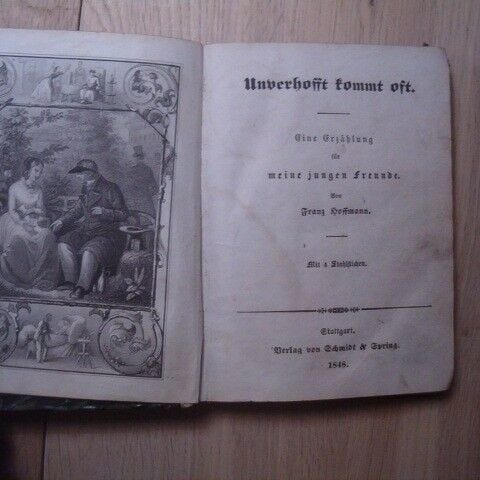 Unverhofft kommt oft.
Eine Erzählung
für
meine jungen Freunde.
Von
Franz Hoffmann.
Mit 4 Stahlstichen.
Stuttgart.
Verlag von Schmidt & Spring.
1848.